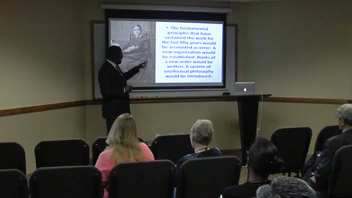 • The fundamental
principles that have
sustained the work for
the last fifty years would
be accounted as error. A
new organization would
be established. Books of
a new order would be
written. A system of
intellectual philosophy
would be introduced.